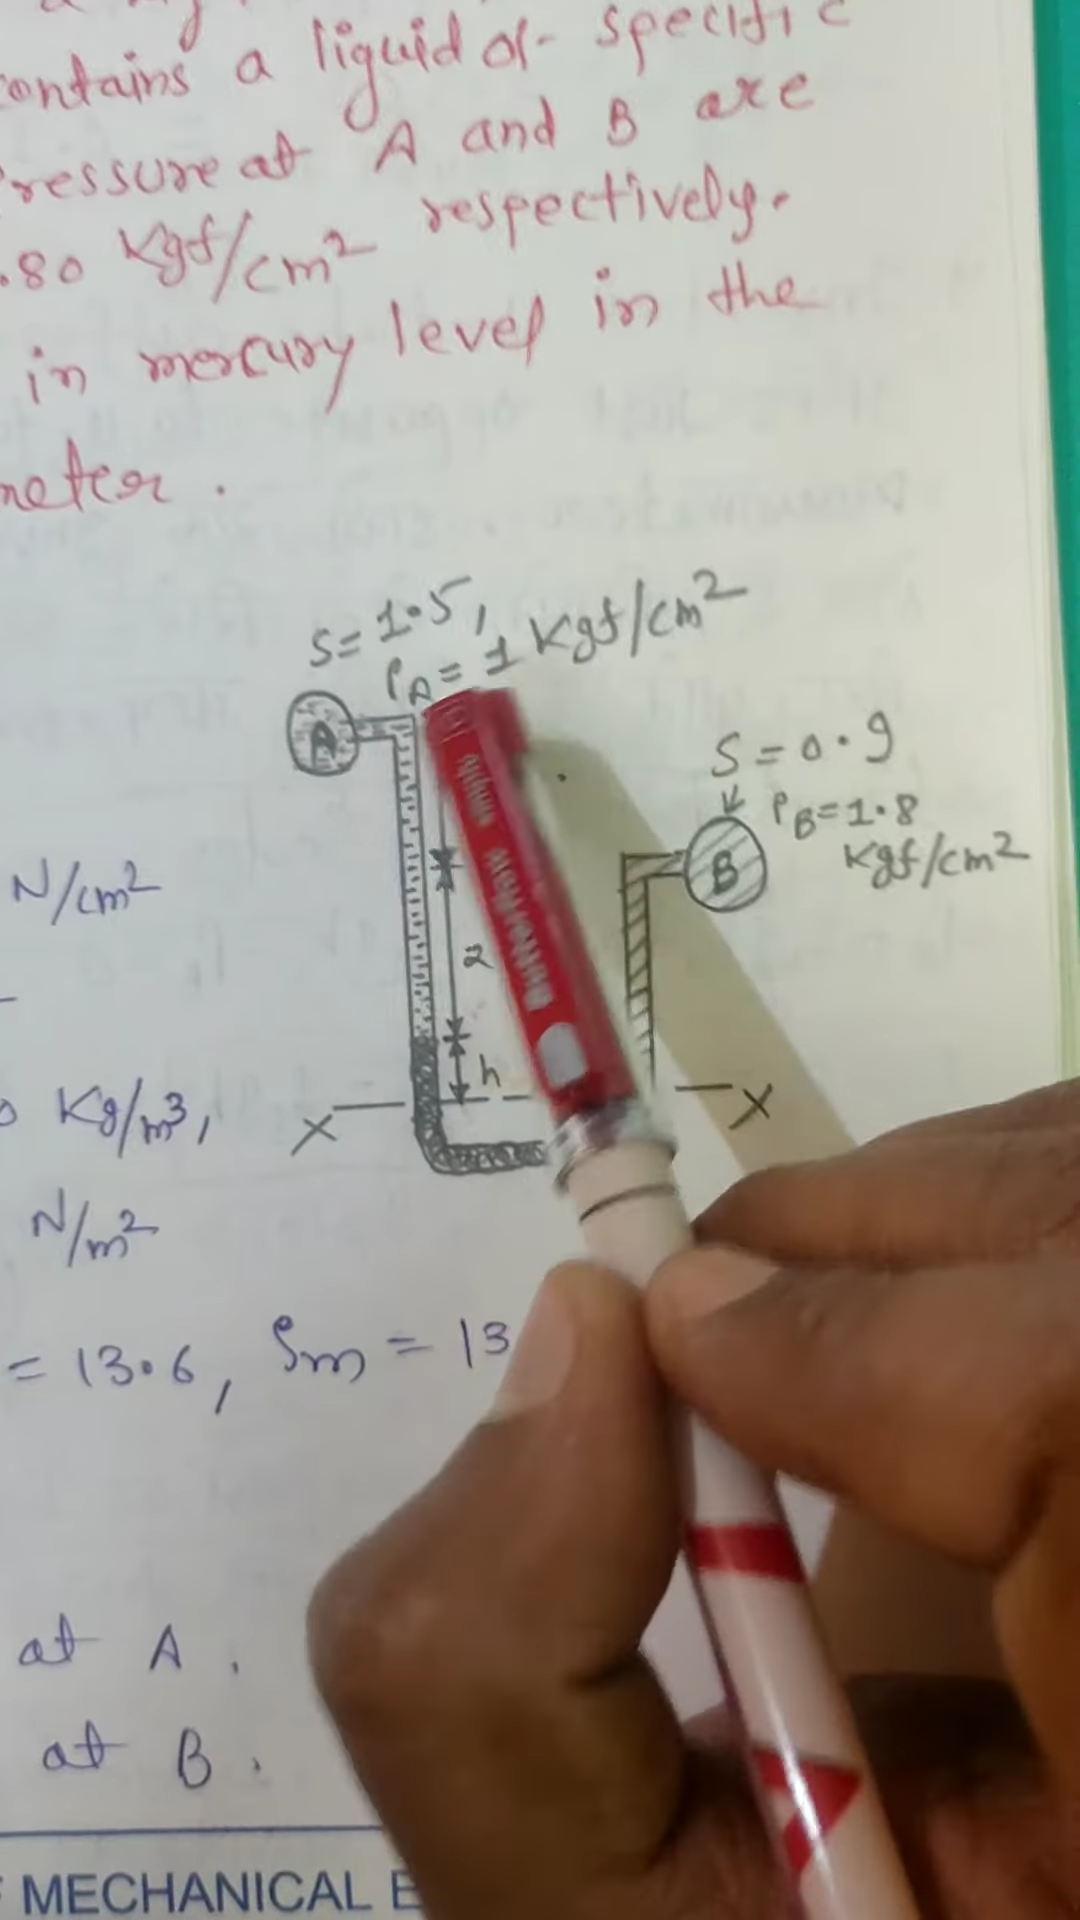 contains a liquid of specific
Pressure at A and B are
.80 Kgf/cm² respectively.
in mercury level in the
meter.
S = 1.5,
PA = 1 Kgf/cm²
A
S = 0.9
PB = 1.8
Kgf/cm²
B
N/cm²
2
h
X
X
Kg/m³,
N/m²
= 13.6, Sm = 13
at A.
at B.
MECHANICAL E